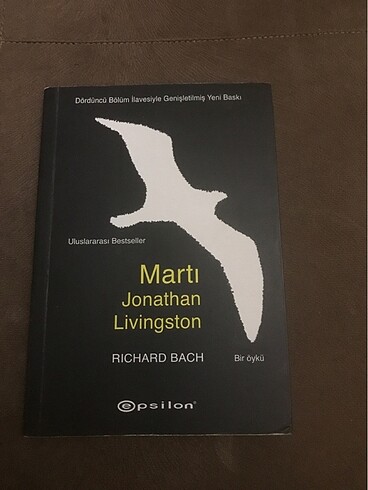 Dördüncü Bölüm İlavesiyle Genişletilmiş Yeni Baskı
Uluslararası Bestseller
Martı
Jonathan
Livingston
RICHARD BACH
Bir öykü
epsilon®